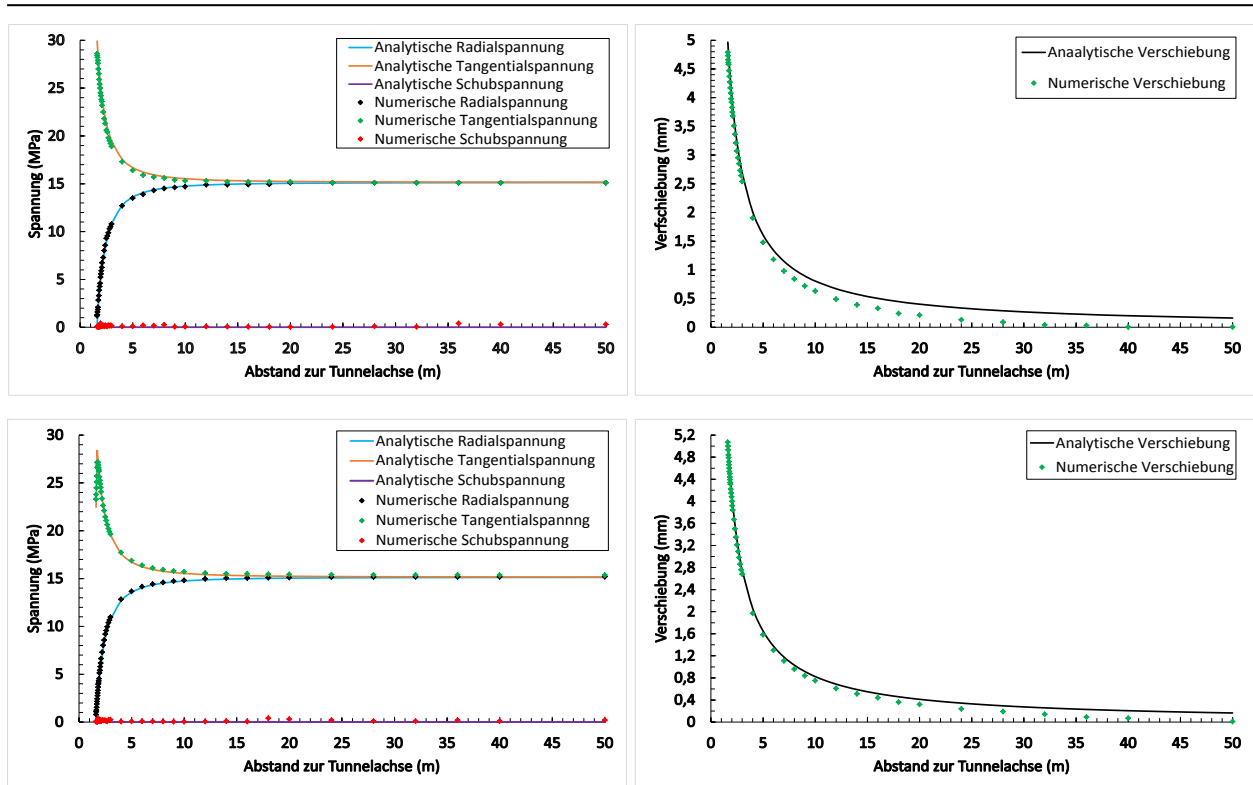 30
25
20
15
10
5
0
Spannung (MPa)
Analytische Radialspannung
Analytische Tangentialspannung
Analytische Schubspannung
Numerische Radialspannung
Numerische Tangentialspannung
Numerische Schubspannung
0 5 10 15 20 25 30 35 40 45 50
Abstand zur Tunnelachse (m)
5
4,5
4
3,5
3
2,5
2
1,5
1
0,5
0
Verfschiebung (mm)
Anaalytische Verschiebung
Numerische Verschiebung
0 5 10 15 20 25 30 35 40 45 50
Abstand zur Tunnelachse (m)
30
25
20
15
10
5
0
Spannung (MPa)
Analytische Radialspannung
Analytische Tangentialspannung
Analytische Schubspannung
Numerische Radialspannung
Numerische Tangentialspannng
Numerische Schubspannung
0 5 10 15 20 25 30 35 40 45 50
Abstand zur Tunnelachse (m)
5,2
4,8
4,4
4
3,6
3,2
2,8
2,4
2
1,6
1,2
0,8
0,4
0
Verschiebung (mm)
Analytische Verschiebung
Numerische Verschiebung
0 5 10 15 20 25 30 35 40 45 50
Abstand zur Tunnelachse (m)